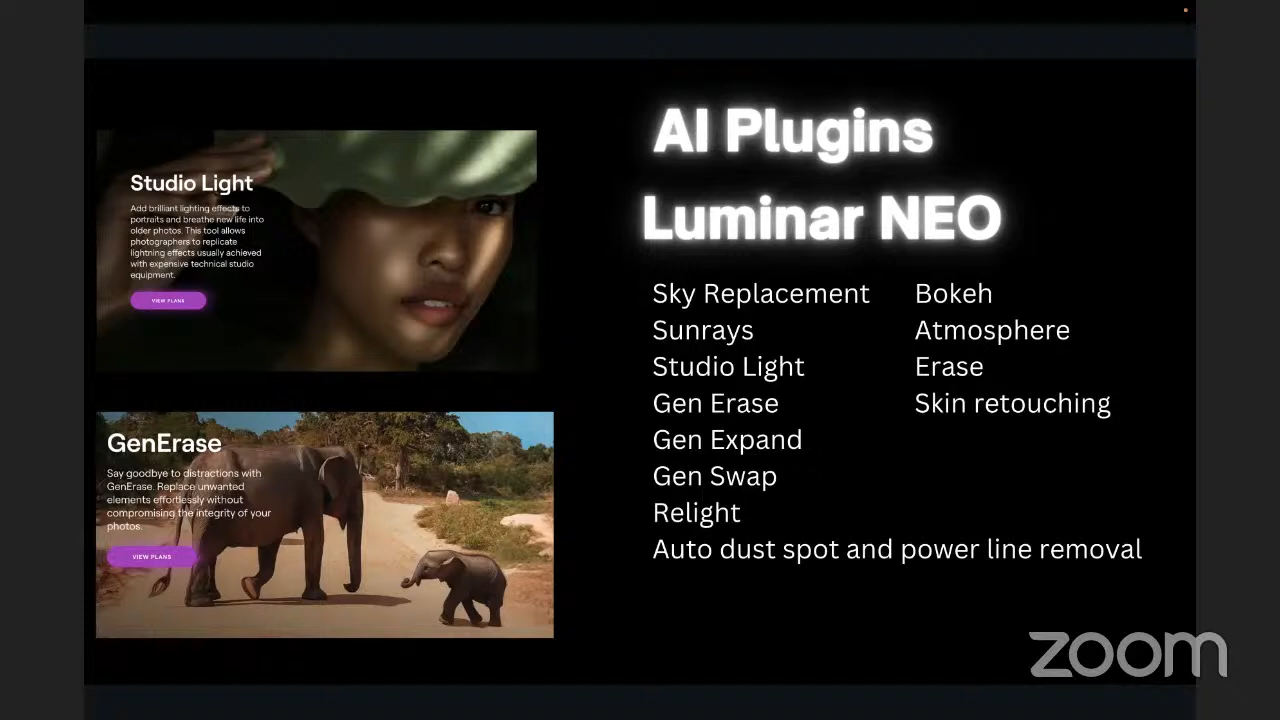 AI Plugins
Luminar NEO
Studio Light
Add brilliant lighting effects to
portraits and breathe new life into
older photos. This tool allows
photographers to replicate
lightning effects usually achieved
with expensive technical studio
equipment.
VIEW PLANS
GenErase
Say goodbye to distractions with
GenErase. Replace unwanted
elements effortlessly without
compromising the integrity of your
photos.
VIEW PLANS
Sky Replacement
Sunrays
Studio Light
Gen Erase
Gen Expand
Gen Swap
Relight
Auto dust spot and power line removal
Bokeh
Atmosphere
Erase
Skin retouching
zoom